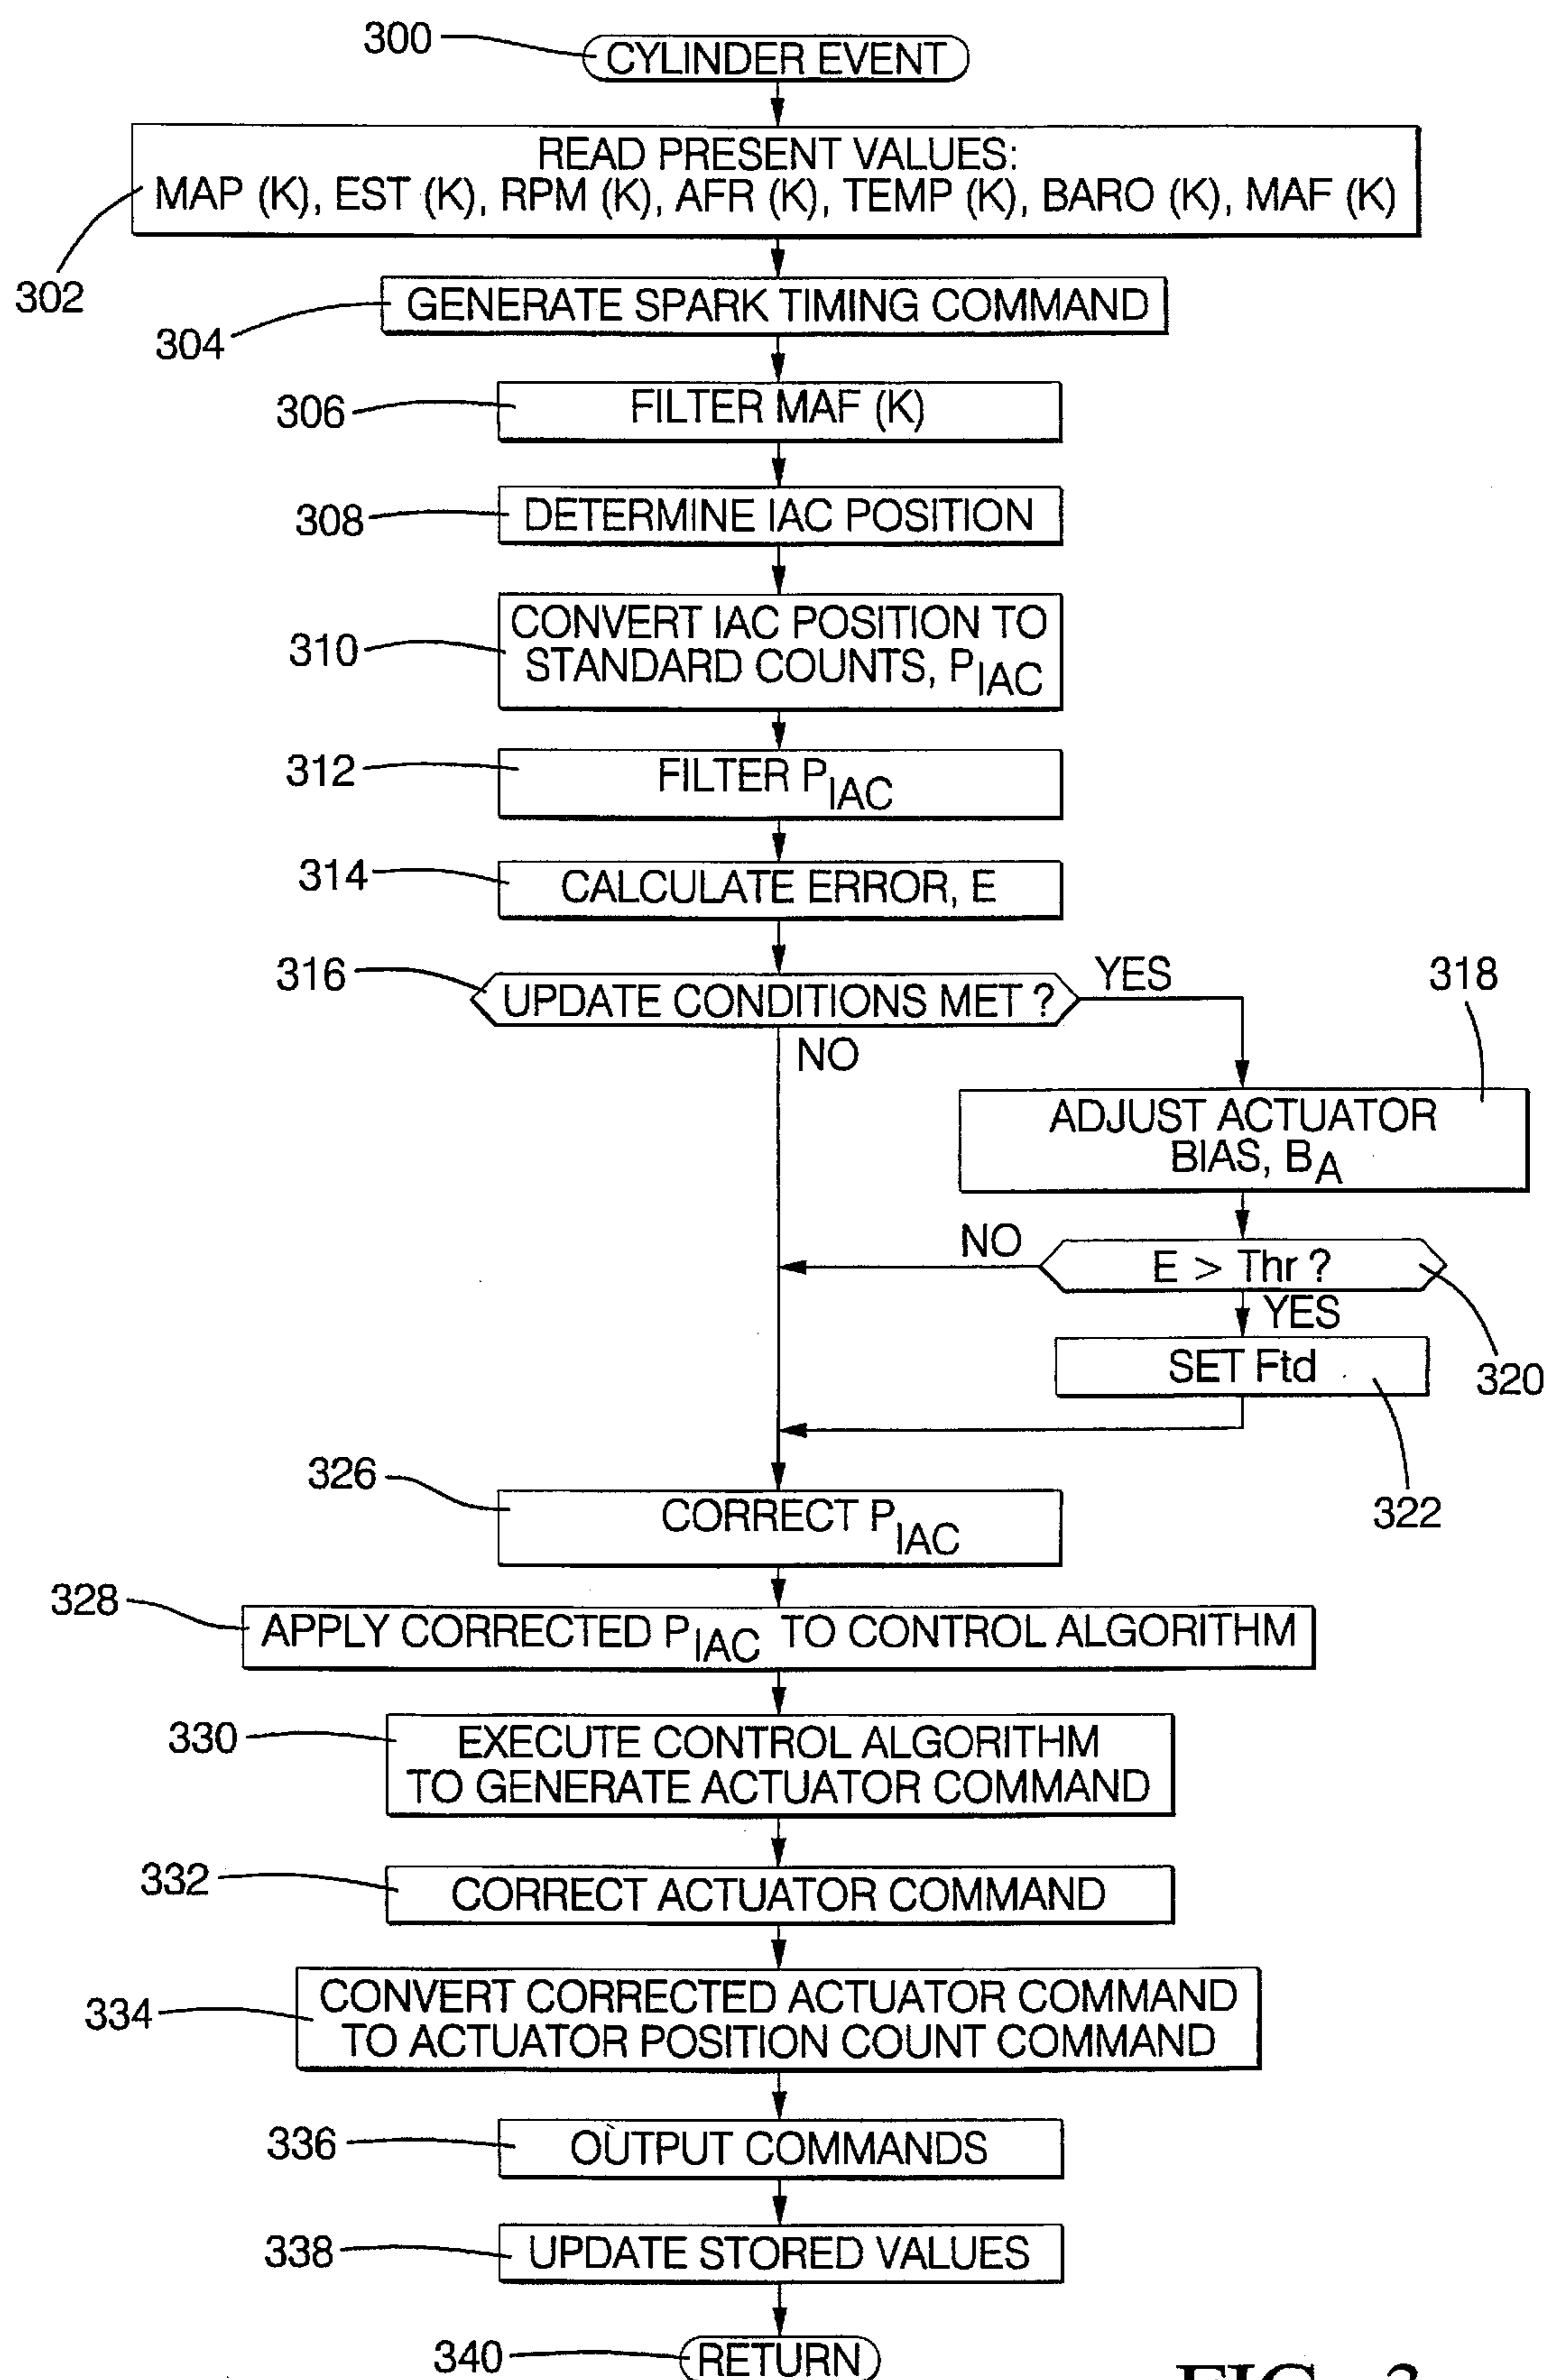 300
CYLINDER EVENT
READ PRESENT VALUES:
MAP (K), EST (K), RPM (K), AFR (K), TEMP (K), BARO (K), MAF (K)
302
GENERATE SPARK TIMING COMMAND
304
306
FILTER MAF (K)
308
DETERMINE IAC POSITION
310
CONVERT IAC POSITION TO
STANDARD COUNTS, PIAC
312
FILTER PIAC
314
CALCULATE ERROR, E
316
UPDATE CONDITIONS MET ?
YES
318
NO
ADJUST ACTUATOR
BIAS, BA
NO
E > Thr ?
YES
320
SET Ftd
322
326
CORRECT PIAC
328
APPLY CORRECTED PIAC TO CONTROL ALGORITHM
330
EXECUTE CONTROL ALGORITHM
TO GENERATE ACTUATOR COMMAND
332
CORRECT ACTUATOR COMMAND
334
CONVERT CORRECTED ACTUATOR COMMAND
TO ACTUATOR POSITION COUNT COMMAND
336
OUTPUT COMMANDS
338
UPDATE STORED VALUES
340
RETURN
FIG. 3